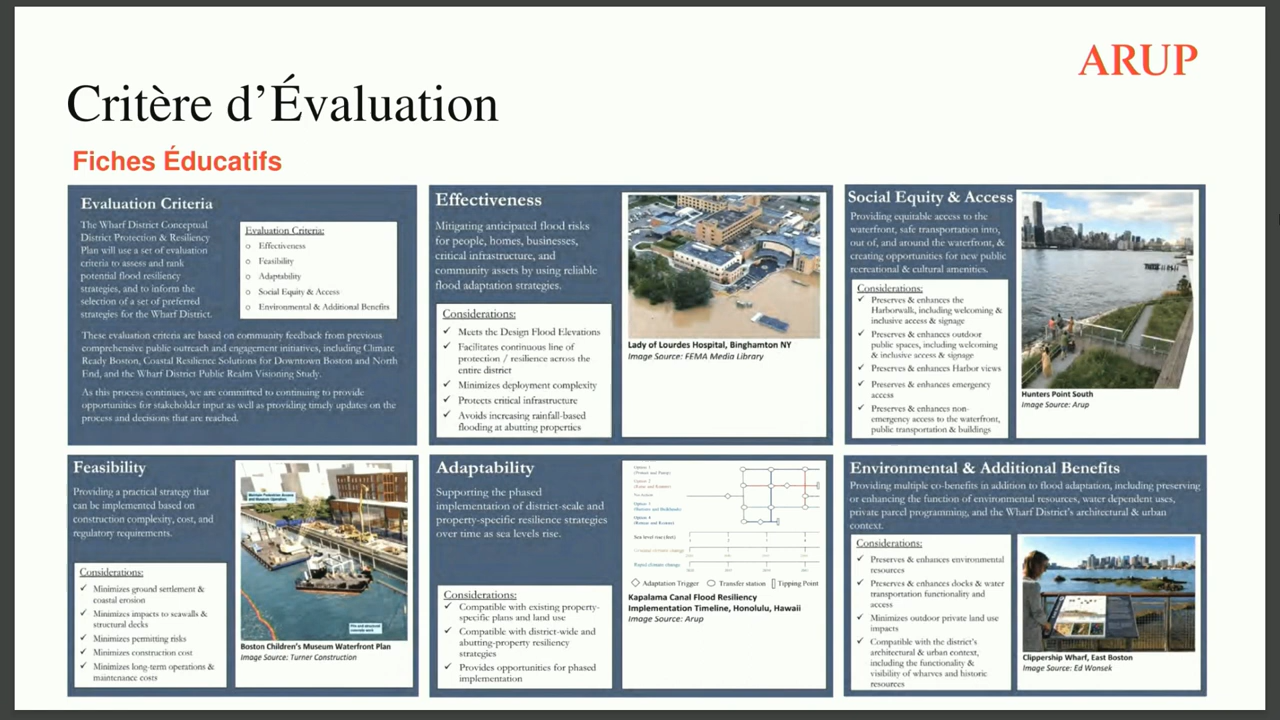 ARUP
Critère d’Évaluation
Fiches Éducatifs
Evaluation Criteria
The Wharf District Conceptual
District Protection & Resiliency
Plan will use a set of evaluation
criteria to assess and rank
potential flood resiliency
strategies, and to inform the
selection of a set of preferred
strategies for the Wharf District.
Evaluation Criteria:
o Effectiveness
o Feasibility
o Adaptability
o Social Equity & Access
o Environmental & Additional Benefits
These evaluation criteria are based on community feedback from previous
comprehensive public outreach and engagement initiatives, including Climate
Ready Boston, Coastal Resilience Solutions for Downtown Boston and North
End, and the Wharf District Public Realm Visioning Study.
As this process continues, we are committed to continuing to provide
opportunities for stakeholder input as well as providing timely updates on the
process and decisions that are reached.
Effectiveness
Mitigating anticipated flood risks
for people, homes, businesses,
critical infrastructure, and
community assets by using reliable
flood adaptation strategies.
Considerations:
✓ Meets the Design Flood Elevations
✓ Facilitates continuous line of
protection / resilience across the
entire district
✓ Minimizes deployment complexity
✓ Protects critical infrastructure
✓ Avoids increasing rainfall-based
flooding at abutting properties
Lady of Lourdes Hospital, Binghamton NY
Image Source: FEMA Media Library
Social Equity & Access
Providing equitable access to the
waterfront, safe transportation into,
out of, and around the waterfront, &
creating opportunities for new public
recreational & cultural amenities.
Considerations:
✓ Preserves & enhances the
Harborwalk, including welcoming &
inclusive access & signage
✓ Preserves & enhances outdoor
public spaces, including welcoming
& inclusive access & signage
✓ Preserves & enhances Harbor views
✓ Preserves & enhances emergency
access
✓ Preserves & enhances non-
emergency access to the waterfront,
public transportation & buildings
Hunters Point South
Image Source: Arup
Feasibility
Providing a practical strategy that
can be implemented based on
construction complexity, cost, and
regulatory requirements.
Considerations:
✓ Minimizes ground settlement &
coastal erosion
✓ Minimizes impacts to seawalls &
structural decks
✓ Minimizes permitting risks
✓ Minimizes construction cost
✓ Minimizes long-term operations &
maintenance costs
Boston Children's Museum Waterfront Plan
Image Source: Turner Construction
Adaptability
Supporting the phased
implementation of district-scale and
property-specific resilience strategies
over time as sea levels rise.
Considerations:
✓ Compatible with existing property-
specific plans and land use
✓ Compatible with district-wide and
abutting-property resiliency
strategies
✓ Provides opportunities for phased
implementation
Option 1
Option 2
Option 3
Option 4
Sea level rise (feet)
Rapid climate change
Adaptation Trigger Transfer station Tipping Point
Kapalama Canal Flood Resiliency
Implementation Timeline, Honolulu, Hawaii
Image Source: Arup
Environmental & Additional Benefits
Providing multiple co-benefits in addition to flood adaptation, including preserving
or enhancing the function of environmental resources, water dependent uses,
private parcel programming, and the Wharf District's architectural & urban
context.
Considerations:
✓ Preserves & enhances environmental
resources
✓ Preserves & enhances docks & water
transportation functionality and
access
✓ Minimizes outdoor private land use
impacts
✓ Compatible with the district's
architectural & urban context,
including the functionality &
visibility of wharves and historic
resources
Clippership Wharf, East Boston
Image Source: Ed Wonsek